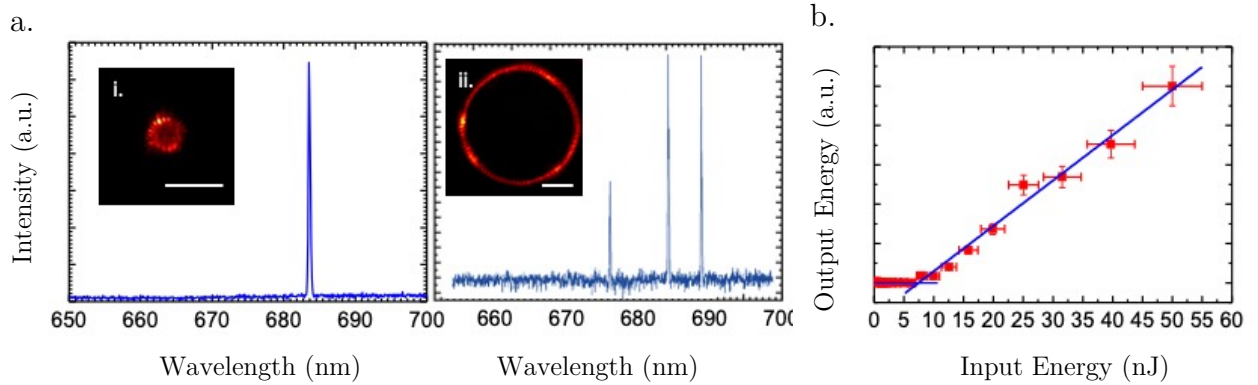 a.
b.
i.
ii.
Intensity (a.u.)
650 660 670 680 690 700
660 670 680 690 700
Wavelength (nm)
Wavelength (nm)
Output Energy (a.u.)
0 5 10 15 20 25 30 35 40 45 50 55 60
Input Energy (nJ)